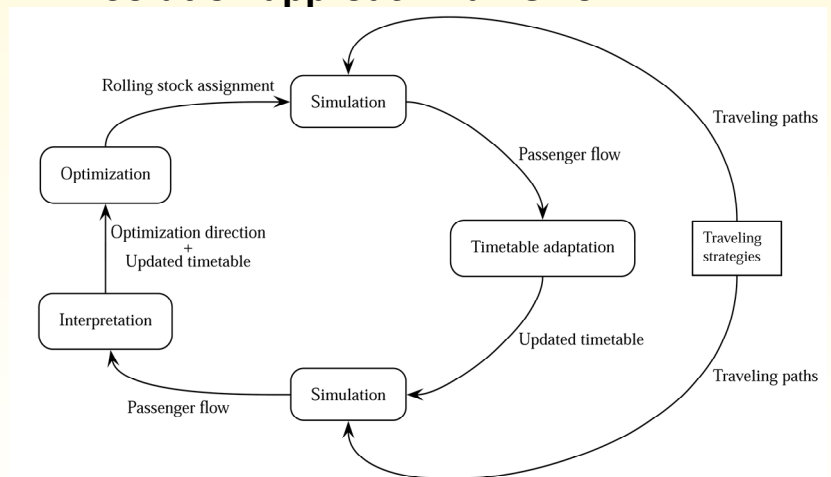 Rolling stock assignment
Simulation
Traveling paths
Passenger flow
Optimization
Optimization direction
+
Updated timetable
Timetable adaptation
Traveling
strategies
Interpretation
Updated timetable
Traveling paths
Simulation
Passenger flow